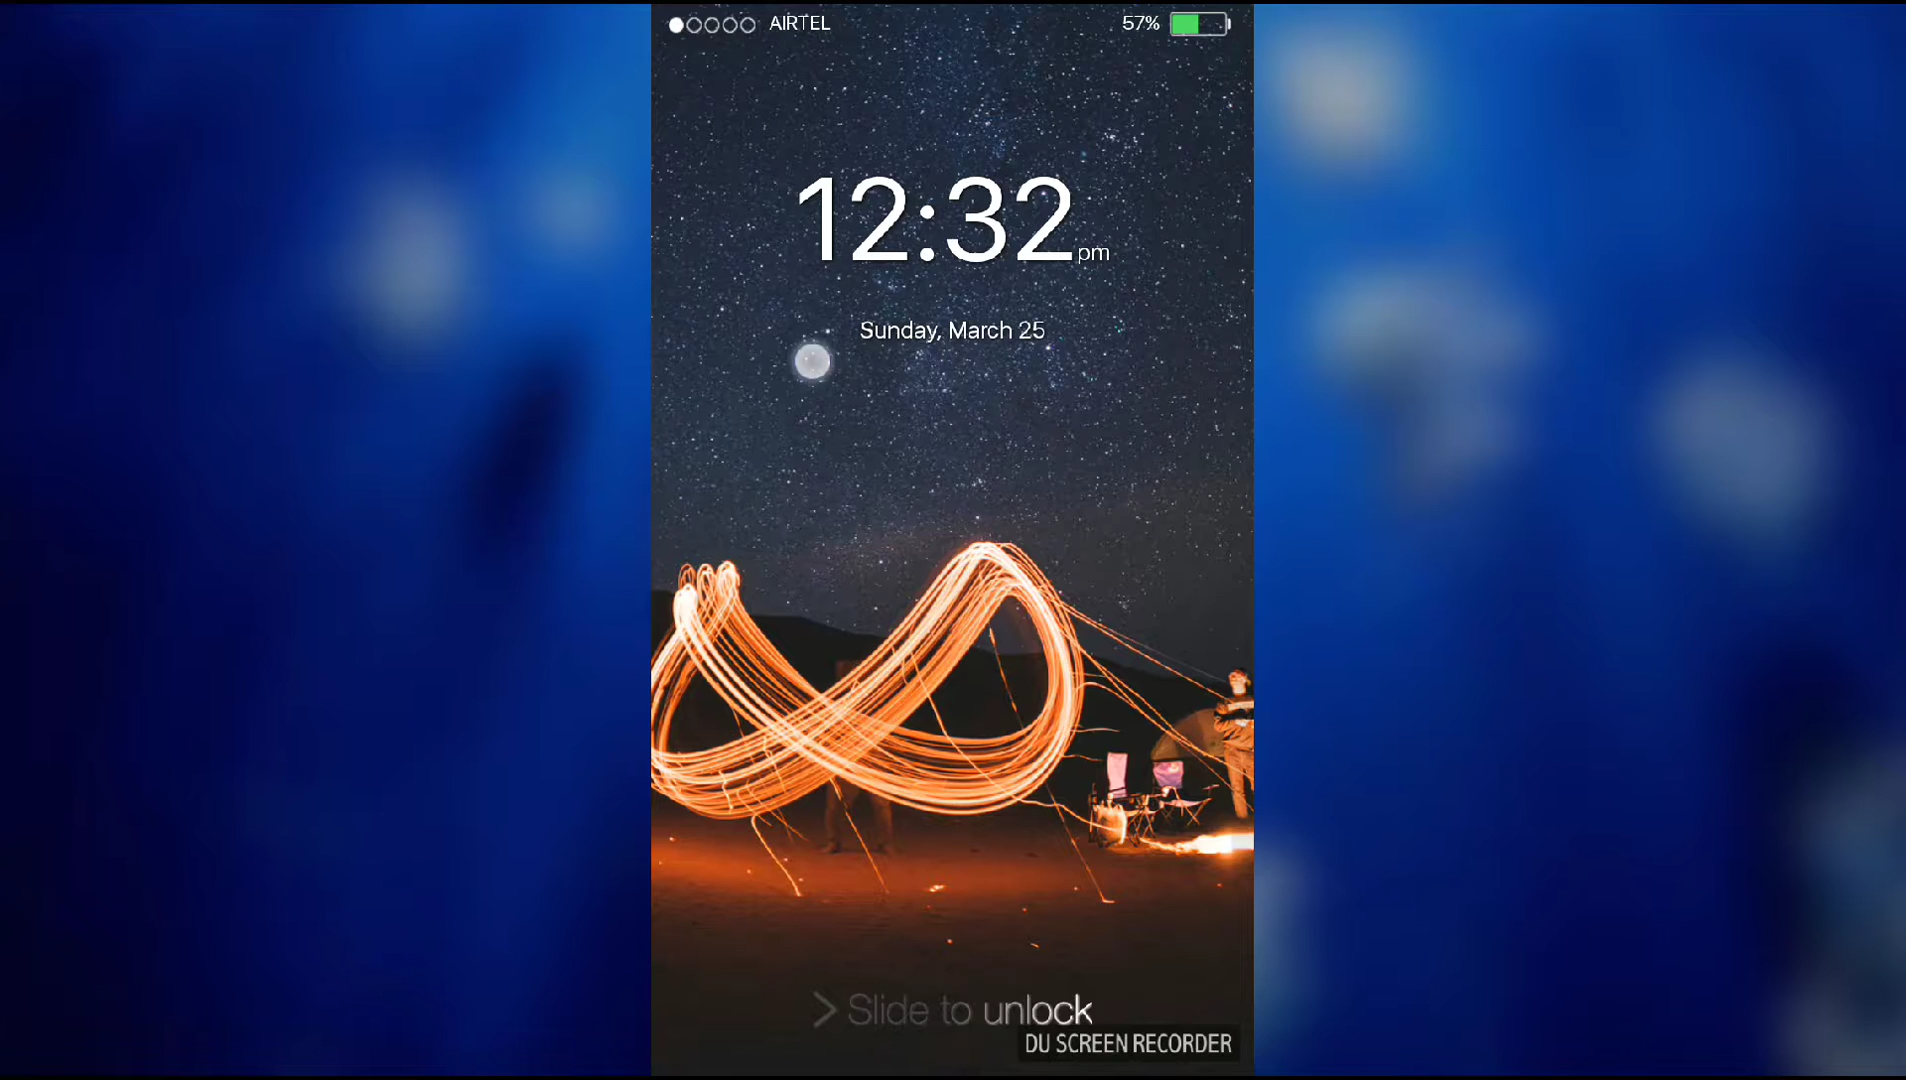 AIRTEL 57%
12:32 pm
Sunday, March 25
> Slide to unlock
DU SCREEN RECORDER